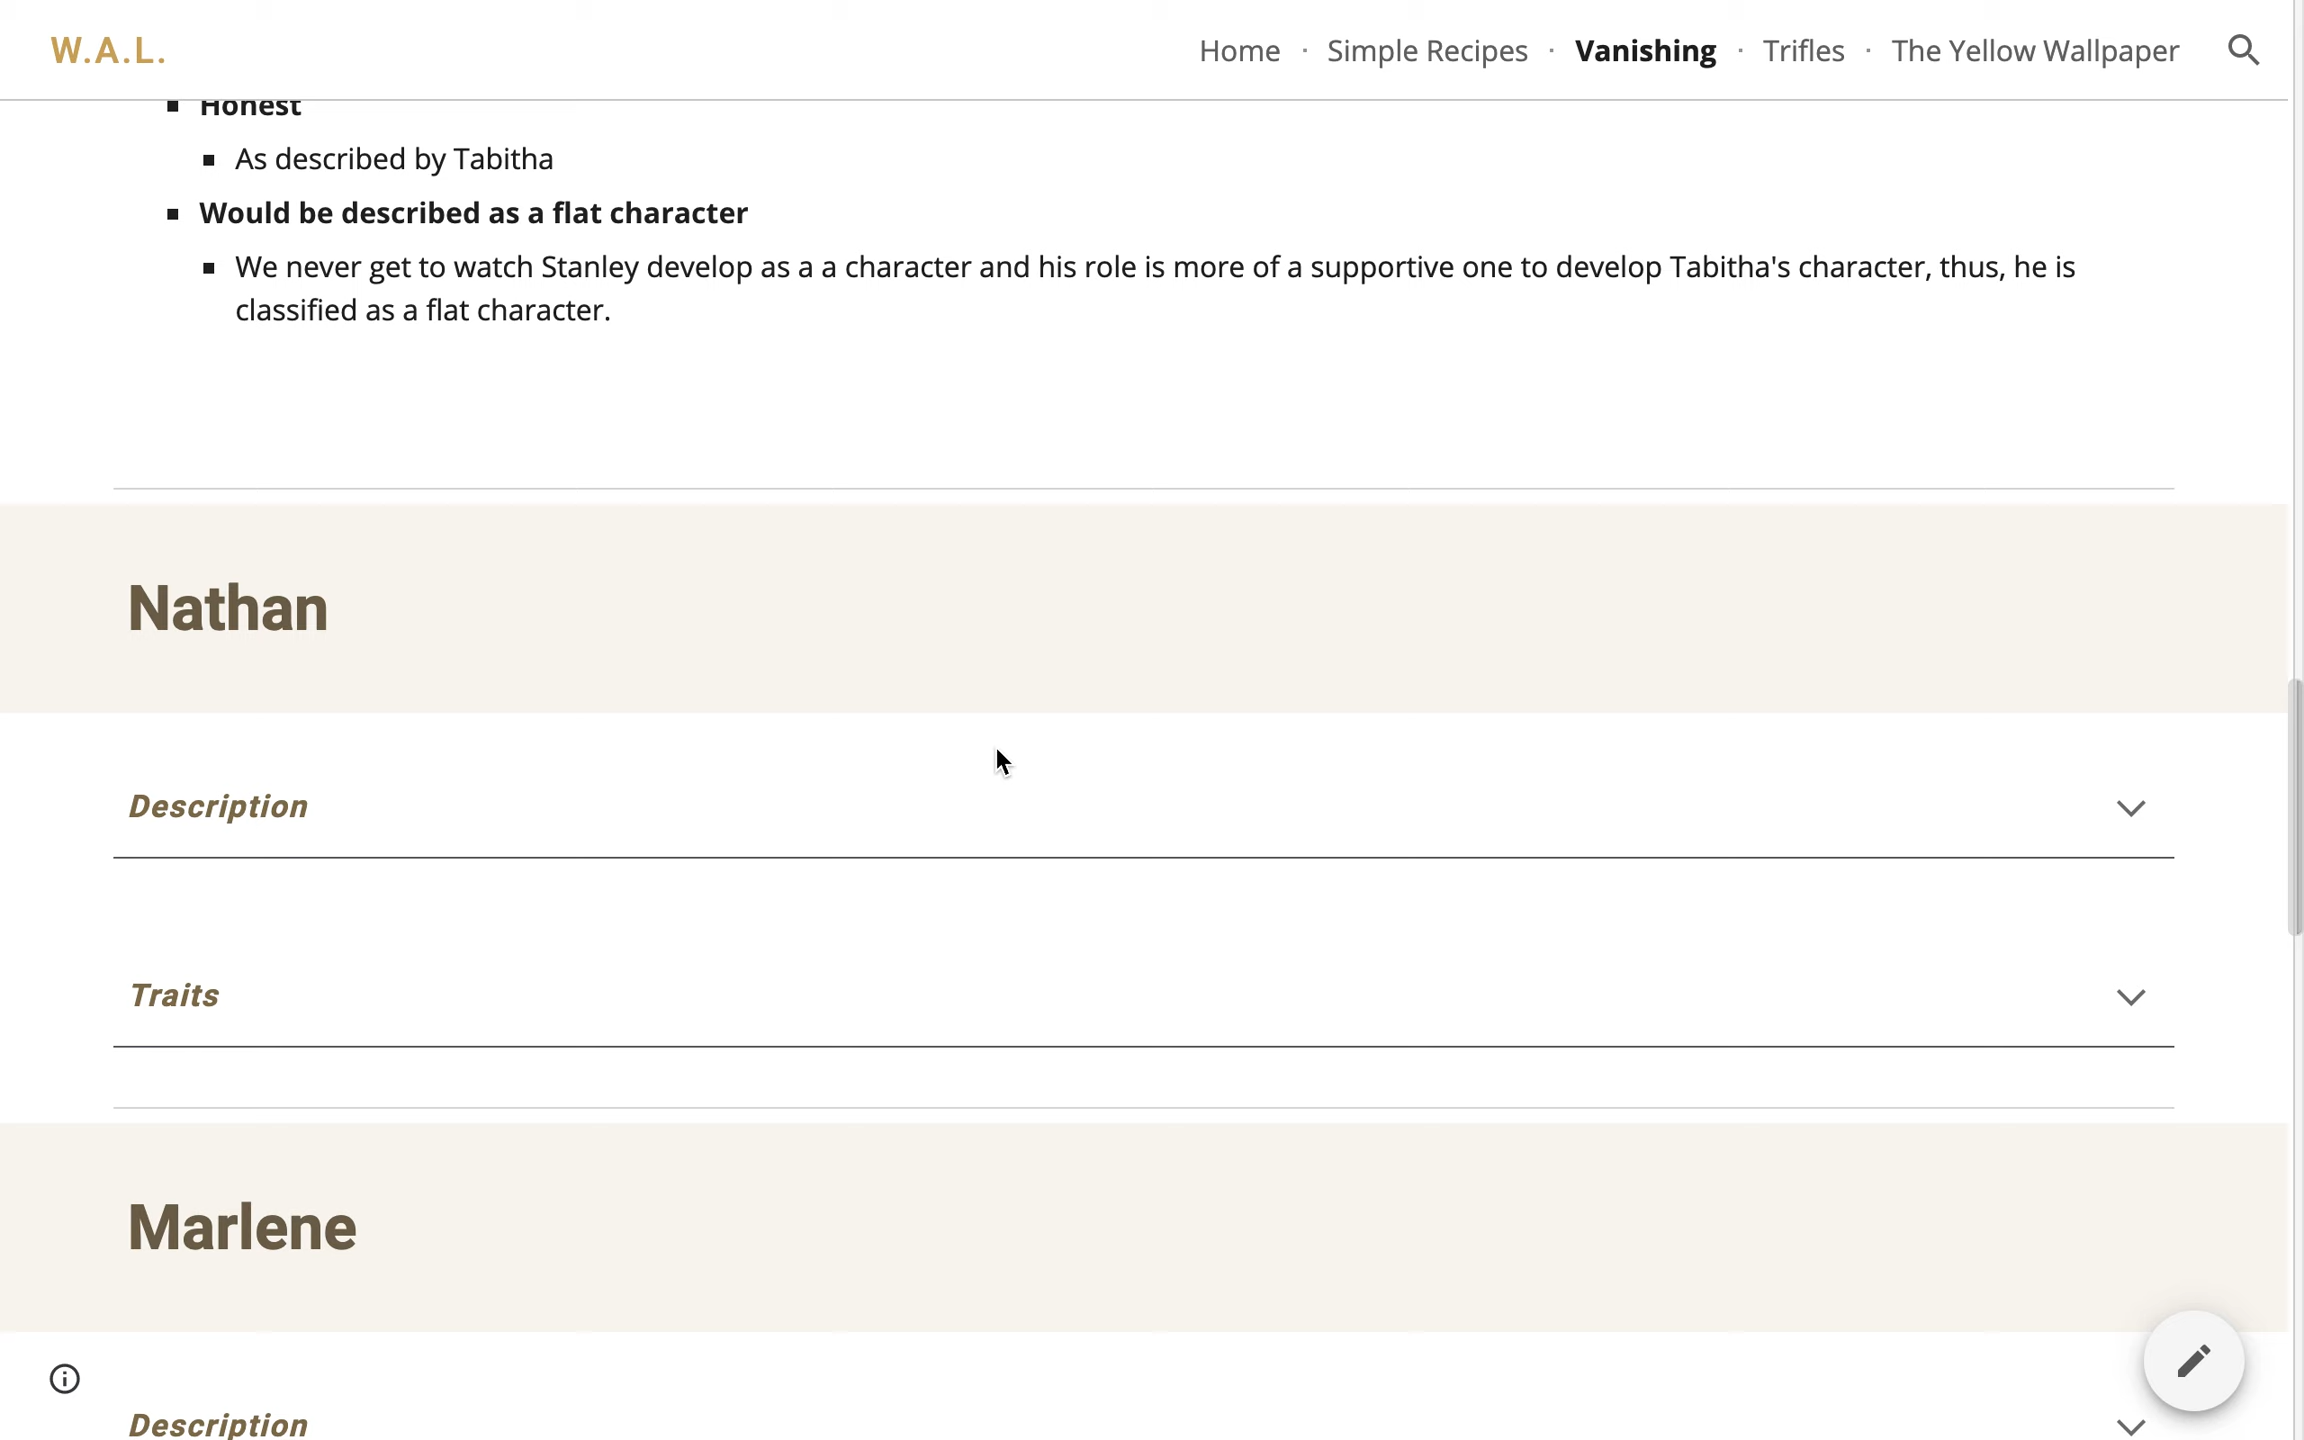 W.A.L.
Home · Simple Recipes · Vanishing · Trifles · The Yellow Wallpaper
▪ Honest
▪ As described by Tabitha
▪ Would be described as a flat character
▪ We never get to watch Stanley develop as a a character and his role is more of a supportive one to develop Tabitha's character, thus, he is
classified as a flat character.
Nathan
Description
Traits
Marlene
Description